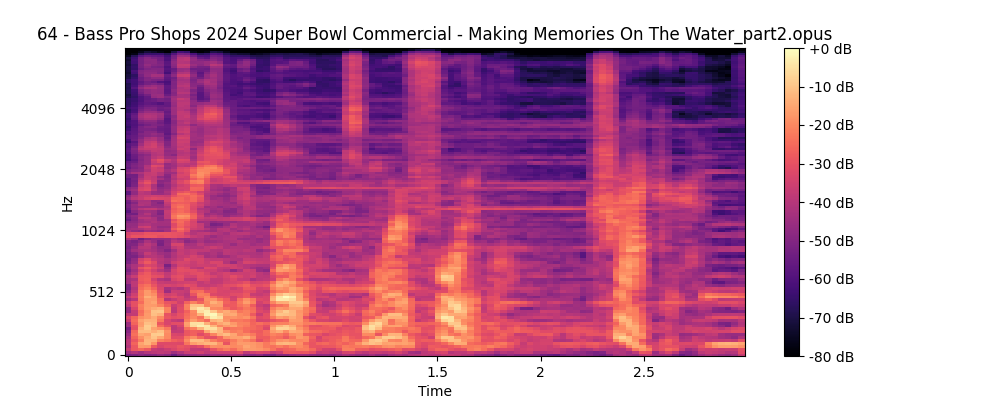 64 - Bass Pro Shops 2024 Super Bowl Commercial - Making Memories On The Water_part2.opus
4096
2048
1024
512
0
Hz
0
0.5
1
1.5
2
2.5
Time
+0 dB
-10 dB
-20 dB
-30 dB
-40 dB
-50 dB
-60 dB
-70 dB
-80 dB